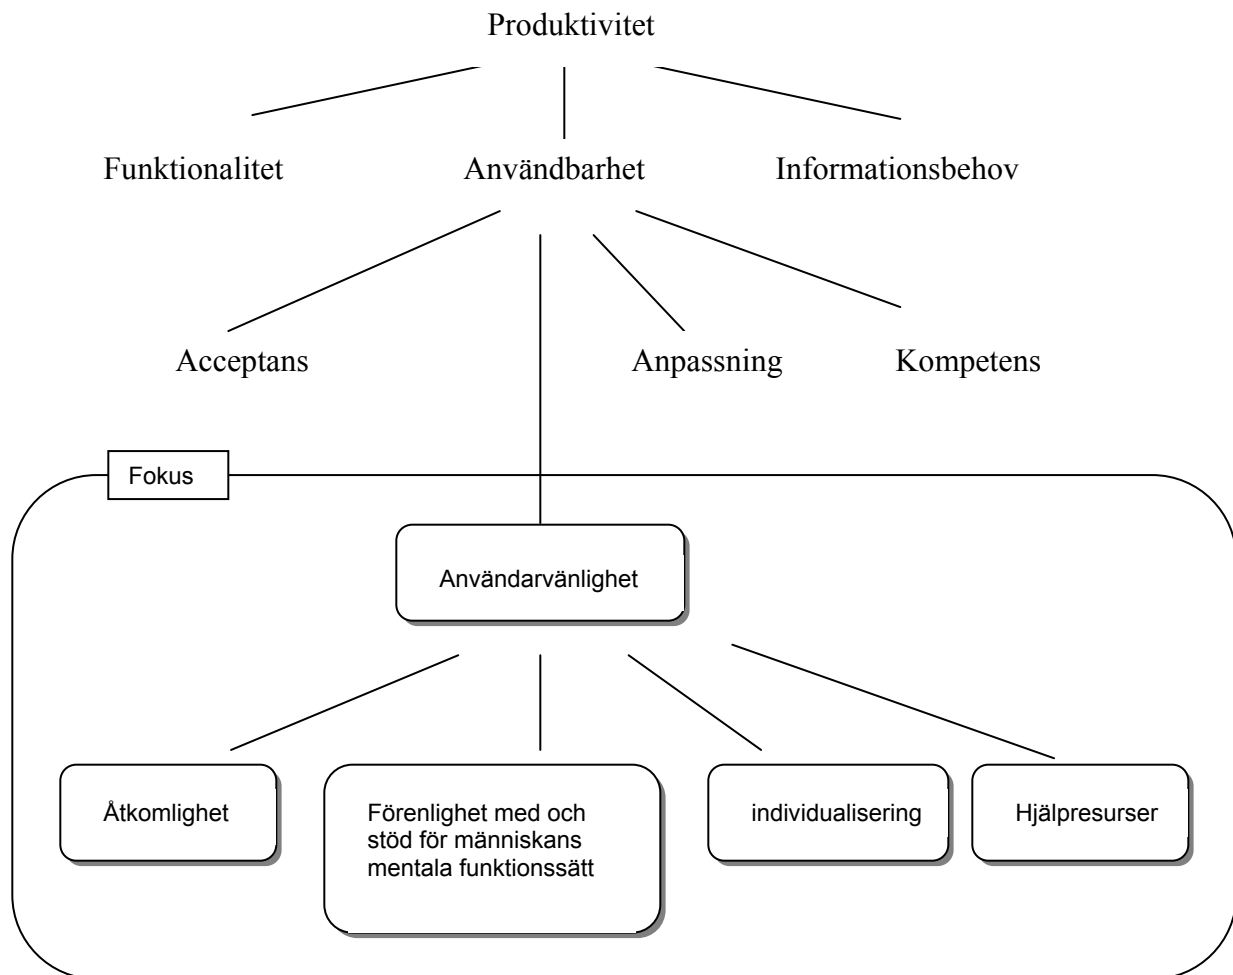 Produktivitet
Funktionalitet
Användbarhet
Informationsbehov
Acceptans
Anpassning
Kompetens
Fokus
Användarvänlighet
Åtkomlighet
Förenlighet med och
stöd för människans
mentala funktionssätt
individualisering
Hjälpresurser